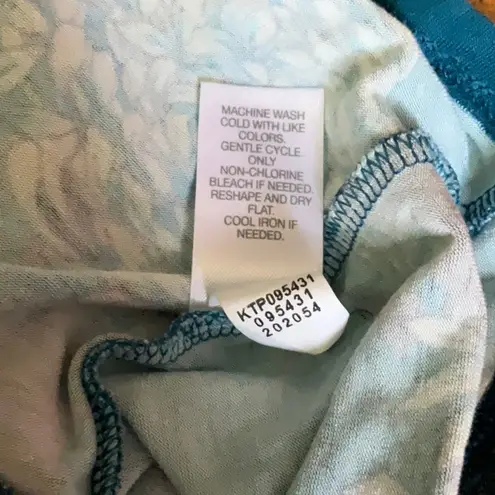 MACHINE WASH
COLD WITH LIKE
COLORS.
GENTLE CYCLE
ONLY
NON-CHLORINE
BLEACH IF NEEDED.
RESHAPE AND DRY
FLAT.
COOL IRON IF
NEEDED.
KTP095431
095431
202054